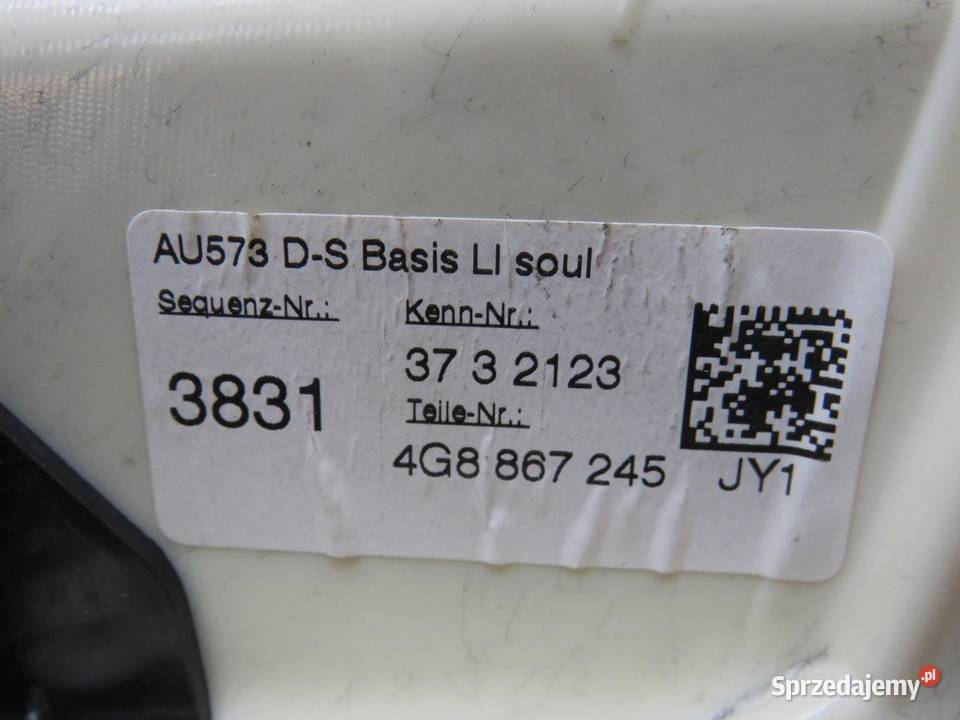 AU573 D-S Basis LI soul
Sequenz-Nr.:
3831
Kenn-Nr.:
37 3 2123
Teile-Nr.:
4G8 867 245
JY1
Sprzedajemy.pl